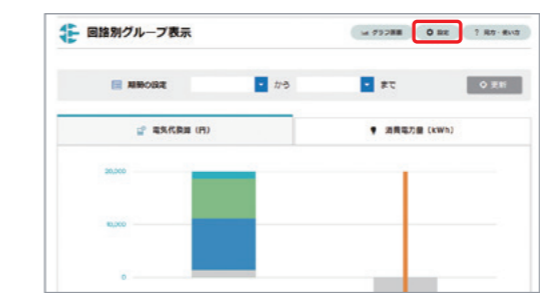 回路別グループ表示
グラフ画面 設定 ? 見方・使い方
期間の設定 から まで 更新
電気代換算（円） 消費電力量（kWh）
20,000
10,000
0